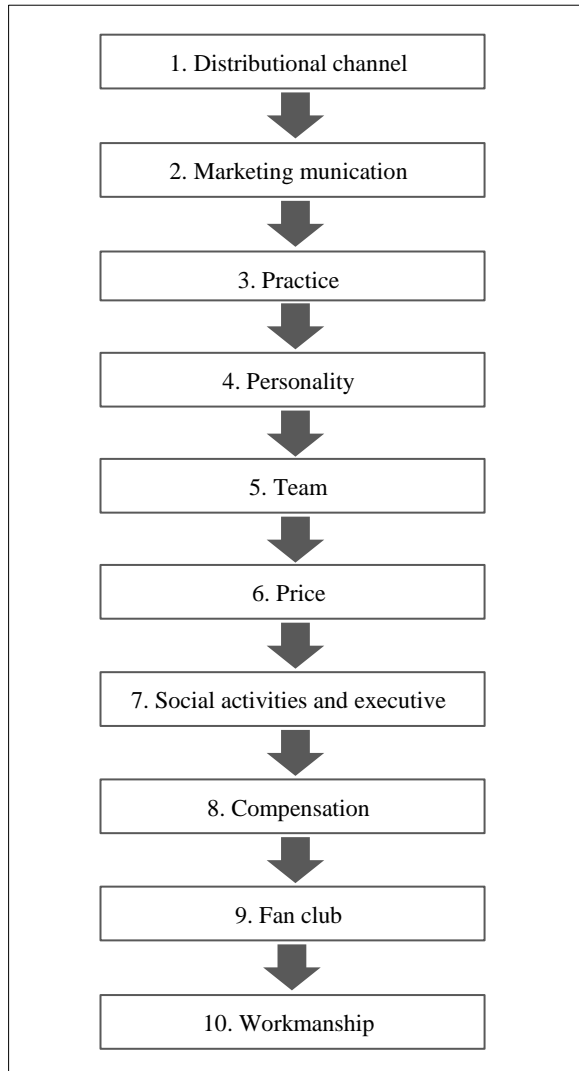 1. Distributional channel
2. Marketing munication
3. Practice
4. Personality
5. Team
6. Price
7. Social activities and executive
8. Compensation
9. Fan club
10. Workmanship